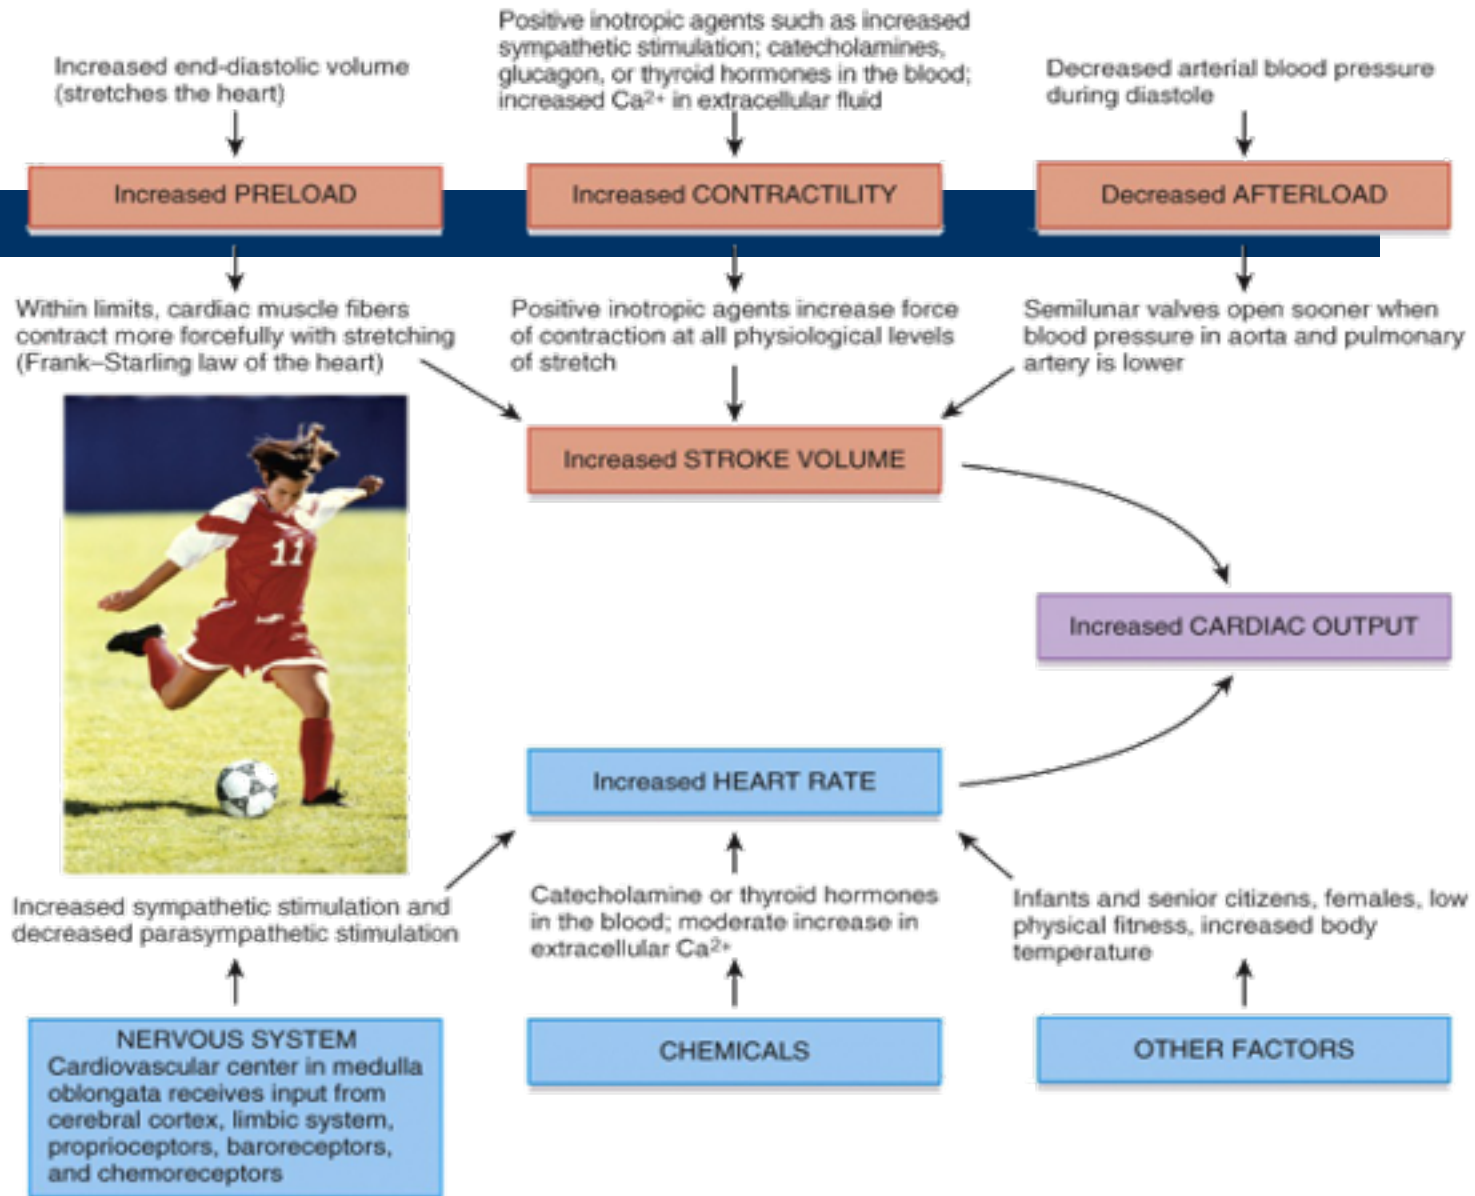 Increased end-diastolic volume
(stretches the heart)
Positive inotropic agents such as increased
sympathetic stimulation; catecholamines,
glucagon, or thyroid hormones in the blood;
increased Ca²⁺ in extracellular fluid
Decreased arterial blood pressure
during diastole
Increased PRELOAD
Increased CONTRACTILITY
Decreased AFTERLOAD
Within limits, cardiac muscle fibers
contract more forcefully with stretching
(Frank–Starling law of the heart)
Positive inotropic agents increase force
of contraction at all physiological levels
of stretch
Semilunar valves open sooner when
blood pressure in aorta and pulmonary
artery is lower
Increased STROKE VOLUME
11
Increased CARDIAC OUTPUT
Increased HEART RATE
Increased sympathetic stimulation and
decreased parasympathetic stimulation
Catecholamine or thyroid hormones
in the blood; moderate increase in
extracellular Ca²⁺
Infants and senior citizens, females, low
physical fitness, increased body
temperature
NERVOUS SYSTEM
Cardiovascular center in medulla
oblongata receives input from
cerebral cortex, limbic system,
proprioceptors, baroreceptors,
and chemoreceptors
CHEMICALS
OTHER FACTORS